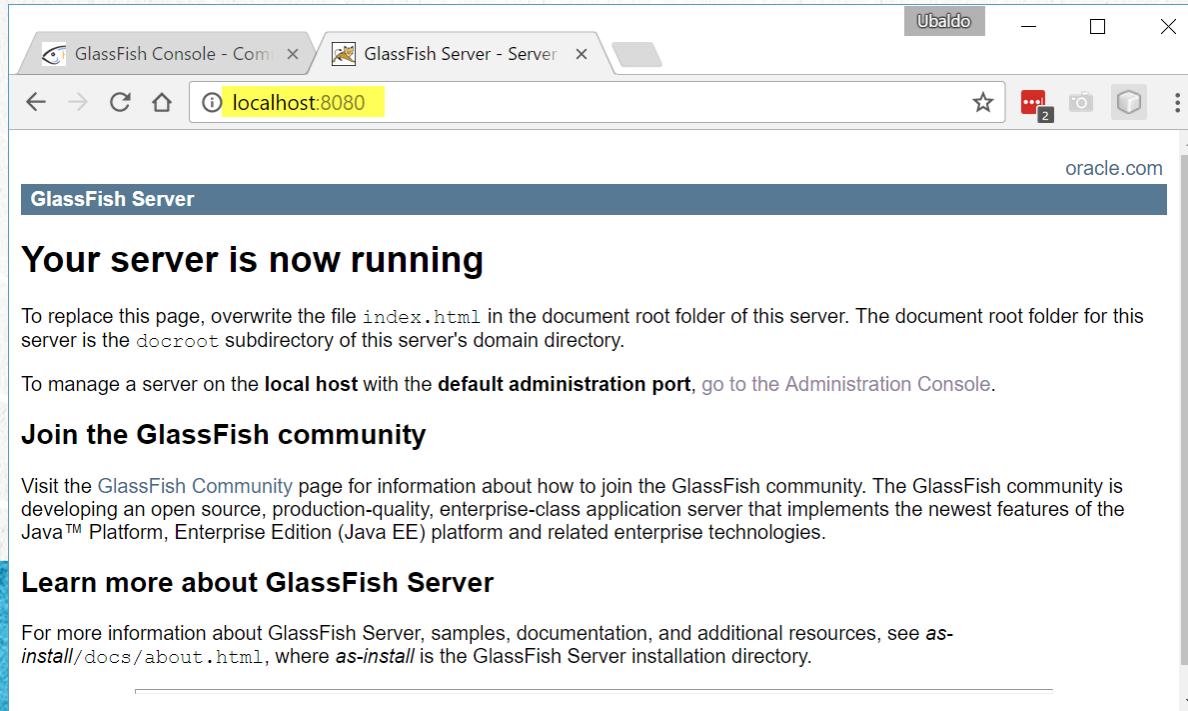 Ubaldo
GlassFish Console - Com
GlassFish Server - Server
localhost:8080
2
oracle.com
GlassFish Server
Your server is now running
To replace this page, overwrite the file index.html in the document root folder of this server. The document root folder for this
server is the docroot subdirectory of this server's domain directory.
To manage a server on the local host with the default administration port, go to the Administration Console.
Join the GlassFish community
Visit the GlassFish Community page for information about how to join the GlassFish community. The GlassFish community is
developing an open source, production-quality, enterprise-class application server that implements the newest features of the
Java™ Platform, Enterprise Edition (Java EE) platform and related enterprise technologies.
Learn more about GlassFish Server
For more information about GlassFish Server, samples, documentation, and additional resources, see as-
install/docs/about.html, where as-install is the GlassFish Server installation directory.